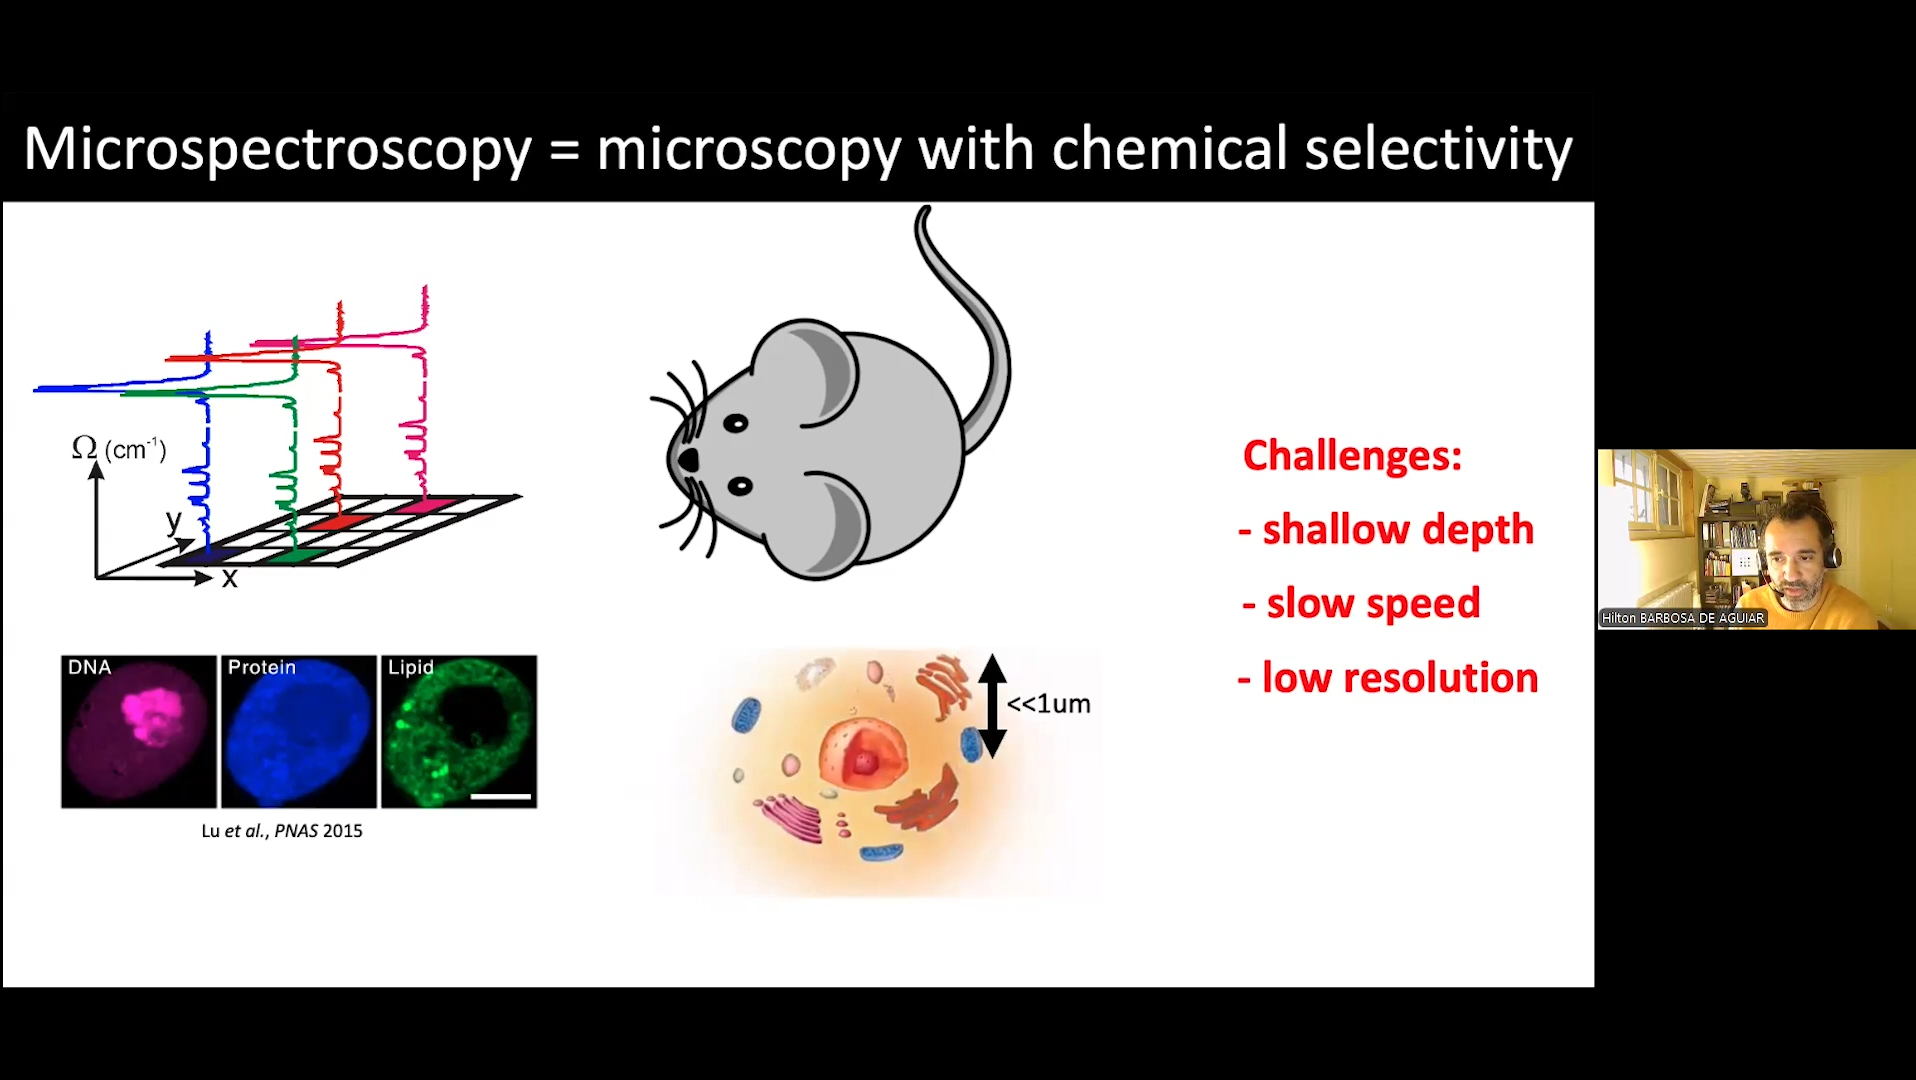 Microspectroscopy = microscopy with chemical selectivity
Ω (cm⁻¹)
y
x
DNA
Protein
Lipid
Lu et al., PNAS 2015
<<1um
Challenges:
- shallow depth
- slow speed
- low resolution
Hilton BARBOSA DE AGUIAR